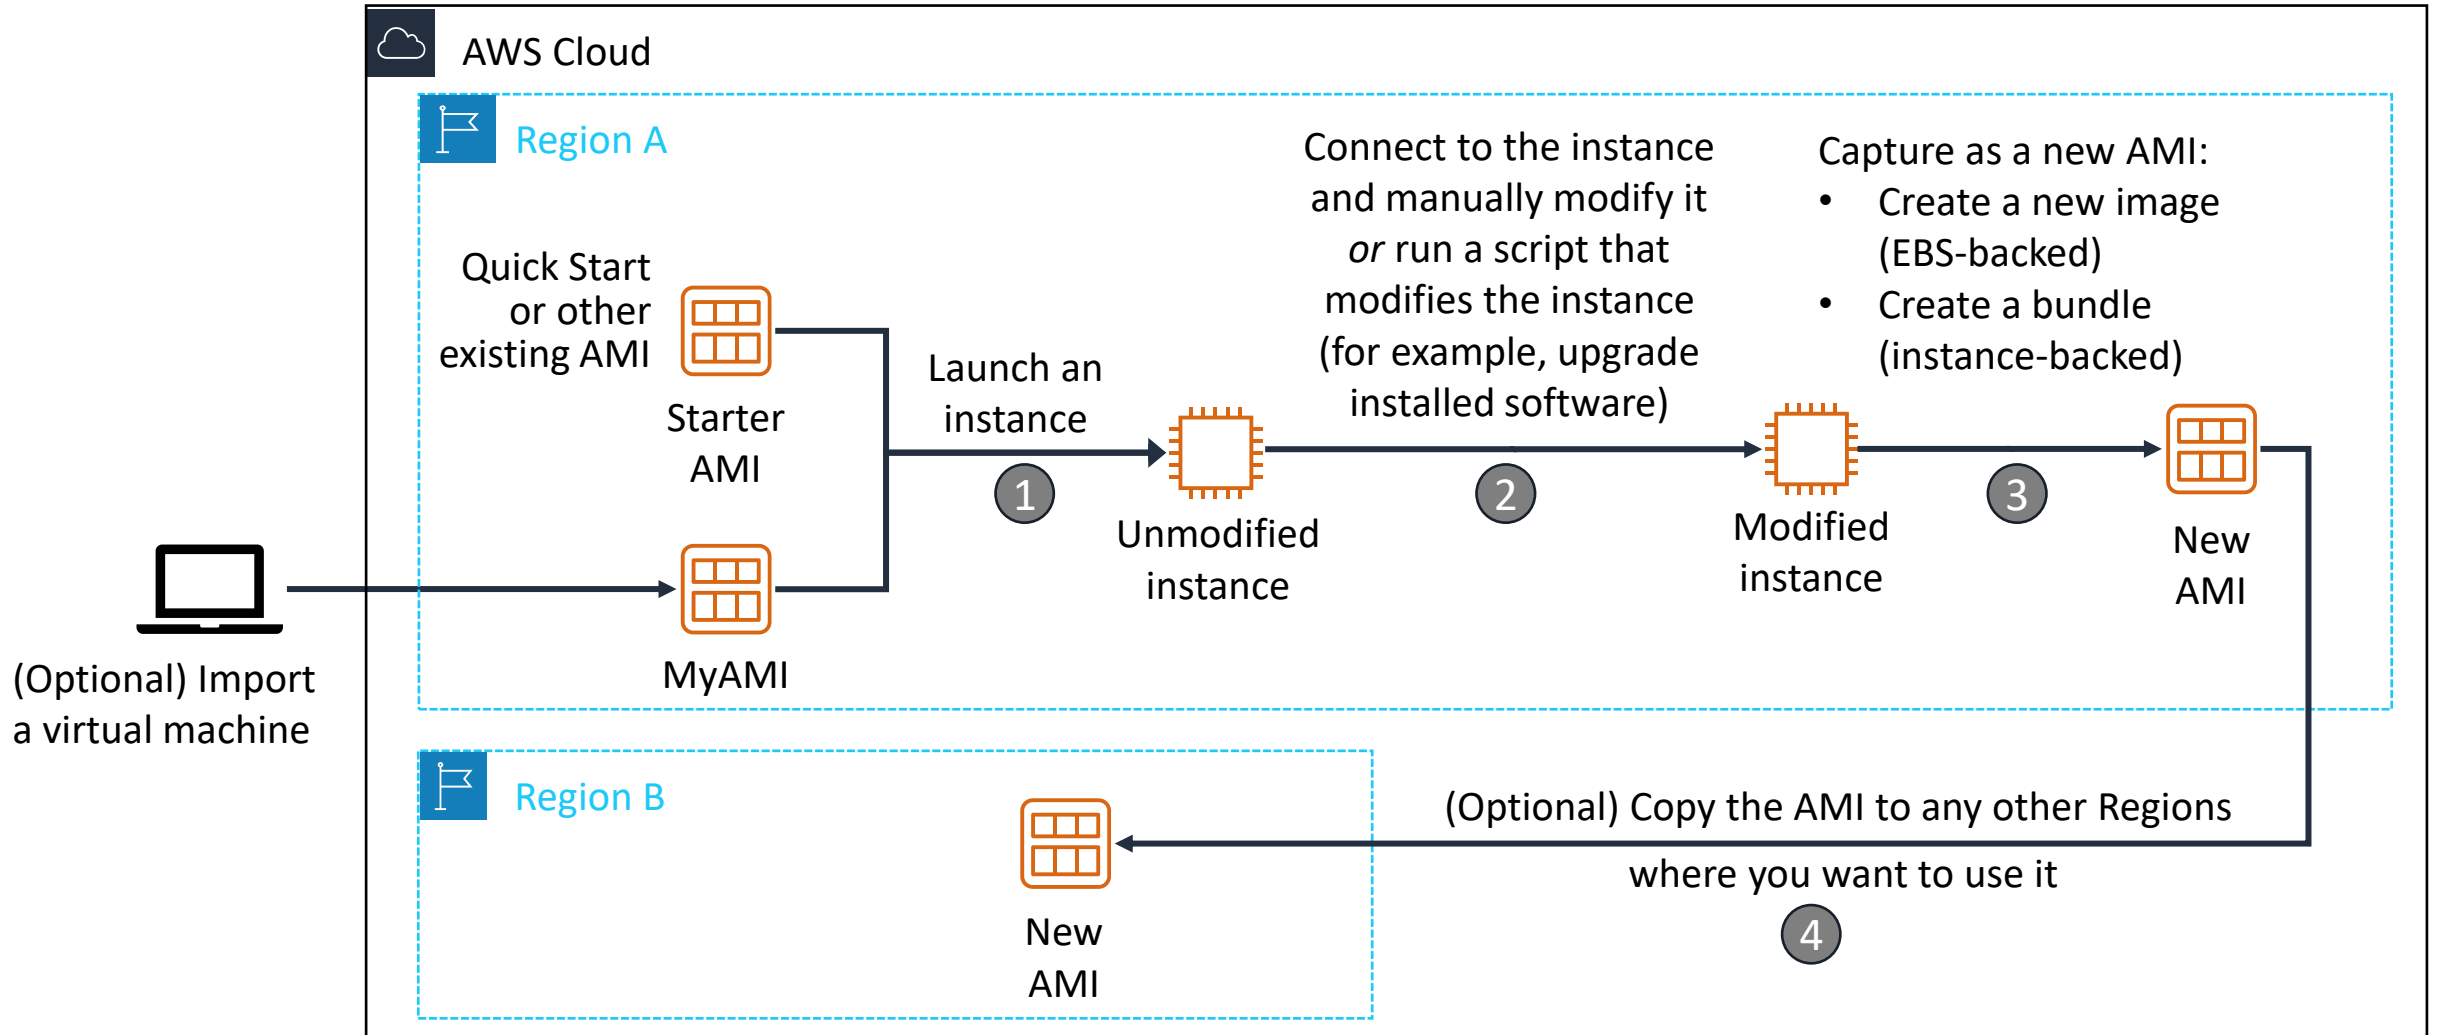 AWS Cloud
Region A
Quick Start
or other
existing AMI
Starter
AMI
MyAMI
(Optional) Import
a virtual machine
Launch an
instance
1
Unmodified
instance
Connect to the instance
and manually modify it
or run a script that
modifies the instance
(for example, upgrade
installed software)
2
Modified
instance
Capture as a new AMI:
• Create a new image
(EBS-backed)
• Create a bundle
(instance-backed)
3
New
AMI
Region B
New
AMI
(Optional) Copy the AMI to any other Regions
where you want to use it
4